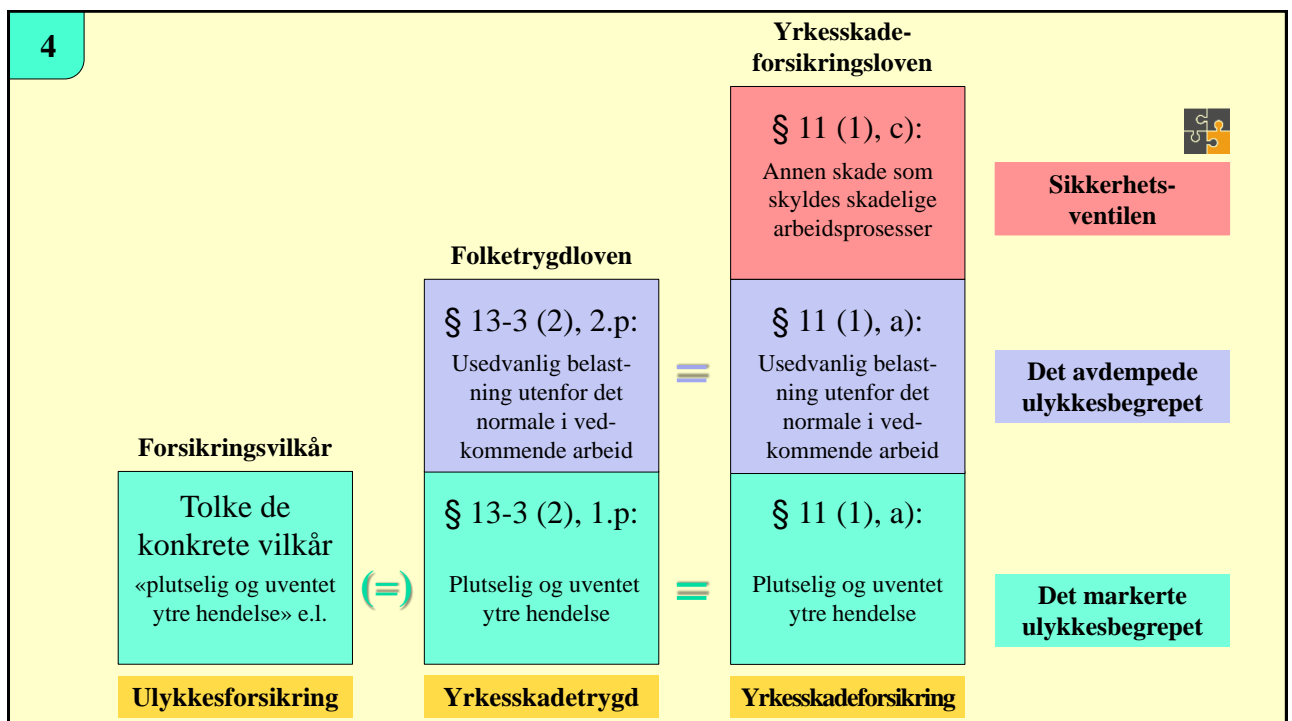 4
Yrkesskade-
forsikringsloven
§ 11 (1), c):
Annen skade som
skyldes skadelige
arbeidsprosesser
Sikkerhets-
ventilen
Folketrygdloven
§ 13-3 (2), 2.p:
Usedvanlig belast-
ning utenfor det
normale i ved-
kommende arbeid
=
§ 11 (1), a):
Usedvanlig belast-
ning utenfor det
normale i ved-
kommende arbeid
Det avdempede
ulykkesbegrepet
Forsikringsvilkår
Tolke de
konkrete vilkår
«plutselig og uventet
ytre hendelse» e.l.
(=)
§ 13-3 (2), 1.p:
Plutselig og uventet
ytre hendelse
=
§ 11 (1), a):
Plutselig og uventet
ytre hendelse
Det markerte
ulykkesbegrepet
Ulykkesforsikring
Yrkesskadetrygd
Yrkesskadeforsikring